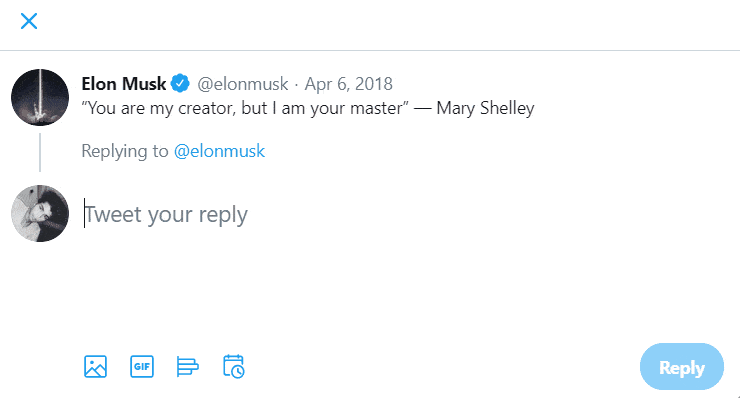 Elon Musk @elonmusk · Apr 6, 2018
"You are my creator, but I am your master" — Mary Shelley
Replying to @elonmusk
Tweet your reply
GIF
Reply